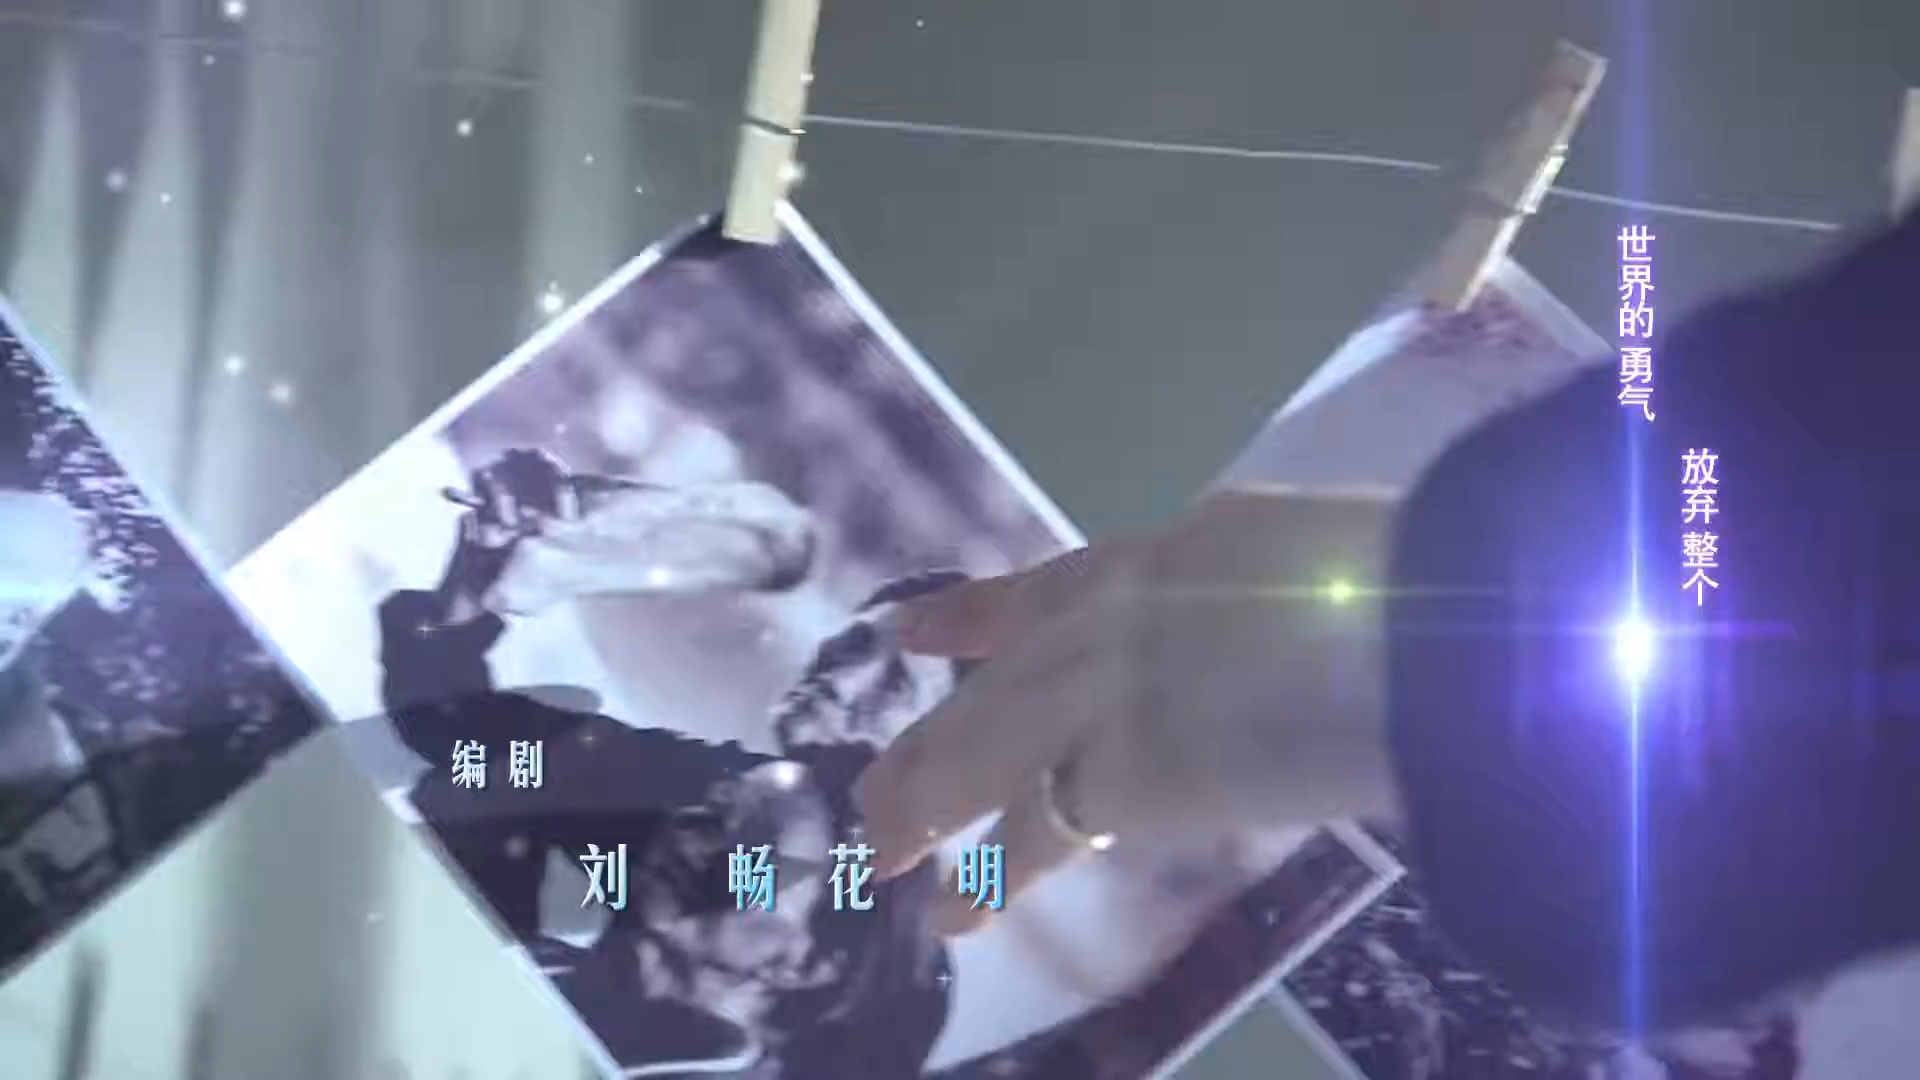 放弃 整个
世界的 勇气
编剧
刘 畅 花 明